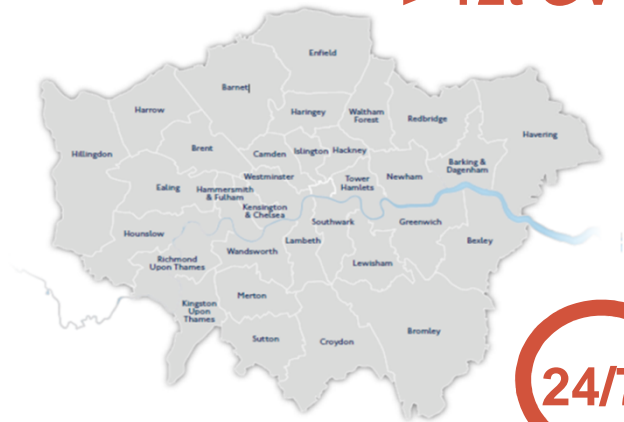 Enfield
Barnet
Harrow
Haringey
Waltham
Forest
Redbridge
Havering
Hillingdon
Brent
Camden
Islington
Hackney
Barking &
Dagenham
Ealing
Westminster
Hammersmith
& Fulham
Tower
Hamlets
Newham
Kensington
& Chelsea
Southwark
Greenwich
Hounslow
Lambeth
Bexley
Wandsworth
Richmond
Upon Thames
Lewisham
Merton
Kingston
Upon
Thames
Sutton
Croydon
Bromley
24/7